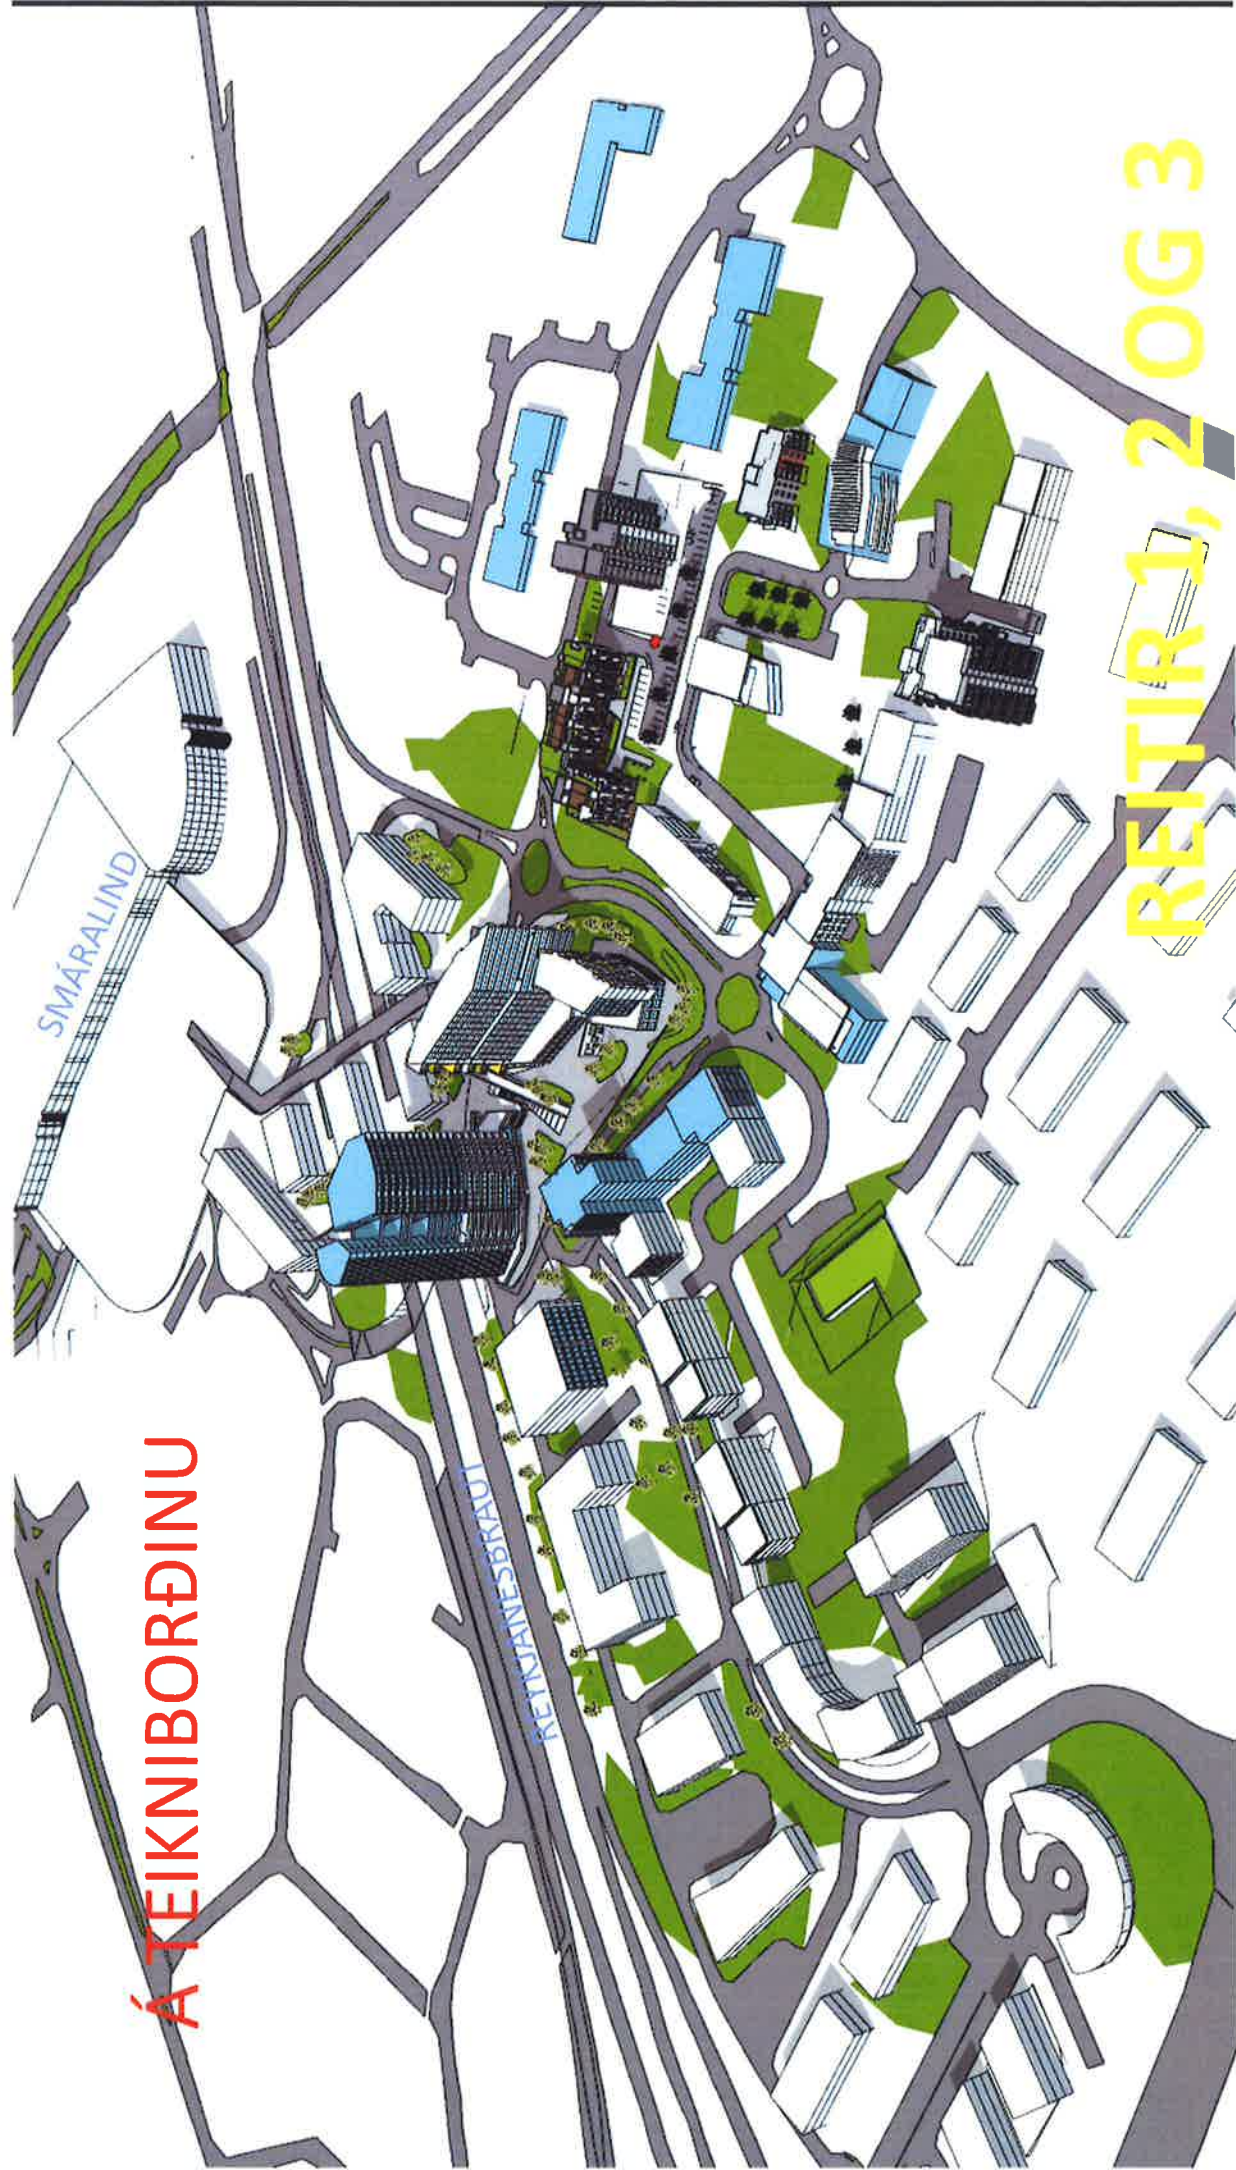 Á TEIKNIBORÐINU
SMÁRALIND
REYKJANESBRAUT
REITIR 1, 2 OG 3